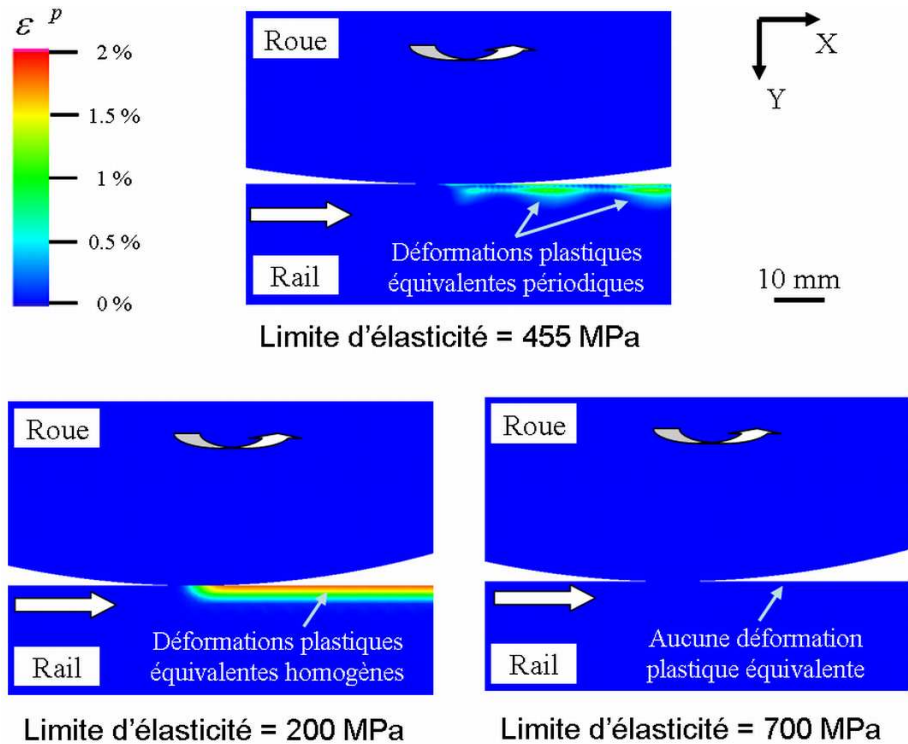 ε p
2 %
1.5 %
1 %
0.5 %
0 %
Roue
Déformations plastiques
équivalentes périodiques
Rail
X
Y
10 mm
Limite d'élasticité = 455 MPa
Roue
Déformations plastiques
équivalentes homogènes
Rail
Limite d'élasticité = 200 MPa
Roue
Aucune déformation
plastique équivalente
Rail
Limite d'élasticité = 700 MPa